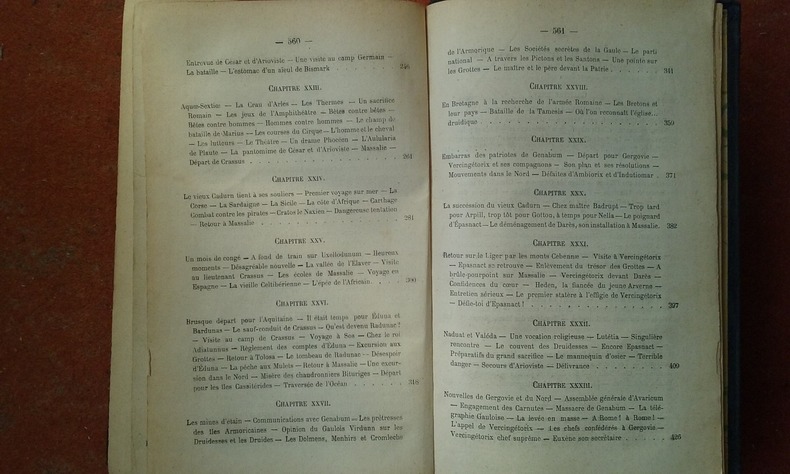 — 560 —
Entrevue de César et d'Arioviste — Une visite au camp Germain —
La bataille — L'estomac d'un aïeul de Bismark . . . . . . . . 246
CHAPITRE XXIII.
Aquæ-Sextiæ — La Crau d'Arles — Les Thermes — Un sacrifice
Romain — Les jeux de l'Amphithéâtre — Bêtes contre bêtes —
Bêtes contre hommes — Hommes contre hommes — Le champ de
bataille de Marius — Les courses du Cirque — L'homme et le cheval
— Les lutteurs — Le Théâtre — Un drame Phocéen — L'Aulularia
de Plaute — La pantomime de César et d'Arioviste — Massalie —
Départ de Crassus . . . . . . . . 261
CHAPITRE XXIV.
Le vieux Cadurn tient à ses souliers — Premier voyage sur mer — La
Corse — La Sardaigne — La Sicile — La côte d'Afrique — Carthage
Combat contre les pirates — Cratos le Naxien — Dangereuse tentation
— Retour à Massalie . . . . . . . . 281
CHAPITRE XXV.
Un mois de congé — A fond de train sur Uxellodunum — Heureux
moments — Désagréable nouvelle — La vallée de l'Elaver — Visite
au lieutenant Crassus — Les écoles de Massalie — Voyage en
Espagne — La vieille Celtibérienne — L'épée de l'Africain. . . . 300
CHAPITRE XXVI.
Brusque départ pour l'Aquitaine — Il était temps pour Éduna et
Bardunas — Le sauf-conduit de Crassus — Qu'est devenu Radunac ?
— Visite au camp de Crassus — Voyage à Sos — Chez le roi
Adiatunnus — Règlement des comptes d'Éduna — Excursion aux
Grottes — Retour à Tolosa — Le tombeau de Radunac — Désespoir
d'Éduna — La pêche aux Mulets — Retour à Massalie — Une excur-
sion dans le Nord — Misère des chaudronniers Bituriges — Départ
pour les îles Cassitérides — Traversée de l'Océan . . . . . . . . 319
CHAPITRE XXVII.
Les mines d'étain — Communications avec Genabum — Les prêtresses
des îles Armoricaines — Opinion du Gaulois Virdunn sur les
Druidesses et les Druides — Les Dolmens, Menhirs et Cromlechs
— 561 —
de l'Armorique — Les Sociétés secrètes de la Gaule — Le parti
national — A travers les Pictons et les Santons — Une pointe sur
les Grottes — Le maître et le père devant la Patrie . . . . . . . . 341
CHAPITRE XXVIII.
En Bretagne à la recherche de l'armée Romaine — Les Bretons et
leur pays — Bataille de la Tamesis — Où l'on reconnaît l'église...
druidique . . . . . . . . 359
CHAPITRE XXIX.
Embarras des patriotes de Genabum — Départ pour Gergovie —
Vercingétorix et ses compagnons — Son plan et ses résolutions —
Mouvements dans le Nord — Défaites d'Ambiorix et d'Indutiomar . . 371
CHAPITRE XXX.
La succession du vieux Cadurn — Chez maître Badrupt — Trop tard
pour Arpill, trop tôt pour Gottou, à temps pour Nella — Le poignard
d'Epasnact — Le déménagement de Darès, son installation à Massalie. 382
CHAPITRE XXXI.
Retour sur le Liger par les monts Cebenne — Visite à Vercingétorix
— Epasnact se retrouve — Enlèvement du trésor des Grottes — A
brûle-pourpoint sur Massalie — Vercingétorix devant Darès —
Confidences du cœur — Beden, la fiancée du jeune Arverne —
Entretien sérieux — Le premier statère à l'effigie de Vercingétorix
— Défie-toi d'Epasnact ! . . . . . . . . 397
CHAPITRE XXXII.
Naduat et Valéda — Une vocation religieuse — Lutétia — Singulière
rencontre — Le couvent des Druidesses — Encore Epasnact —
Préparatifs du grand sacrifice — Le mannequin d'osier — Terrible
danger — Secours d'Arioviste — Délivrance . . . . . . . . 409
CHAPITRE XXXIII.
Nouvelles de Gergovie et du Nord — Assemblée générale d'Avaricum
— Engagement des Carnutes — Massacre de Genabum — La télé-
graphie Gauloise — La levée en masse — A Rome ! à Rome ! —
L'appel de Vercingétorix — Les chefs confédérés à Gergovie —
Vercingétorix chef suprême — Euxène son secrétaire . . . . . . 426